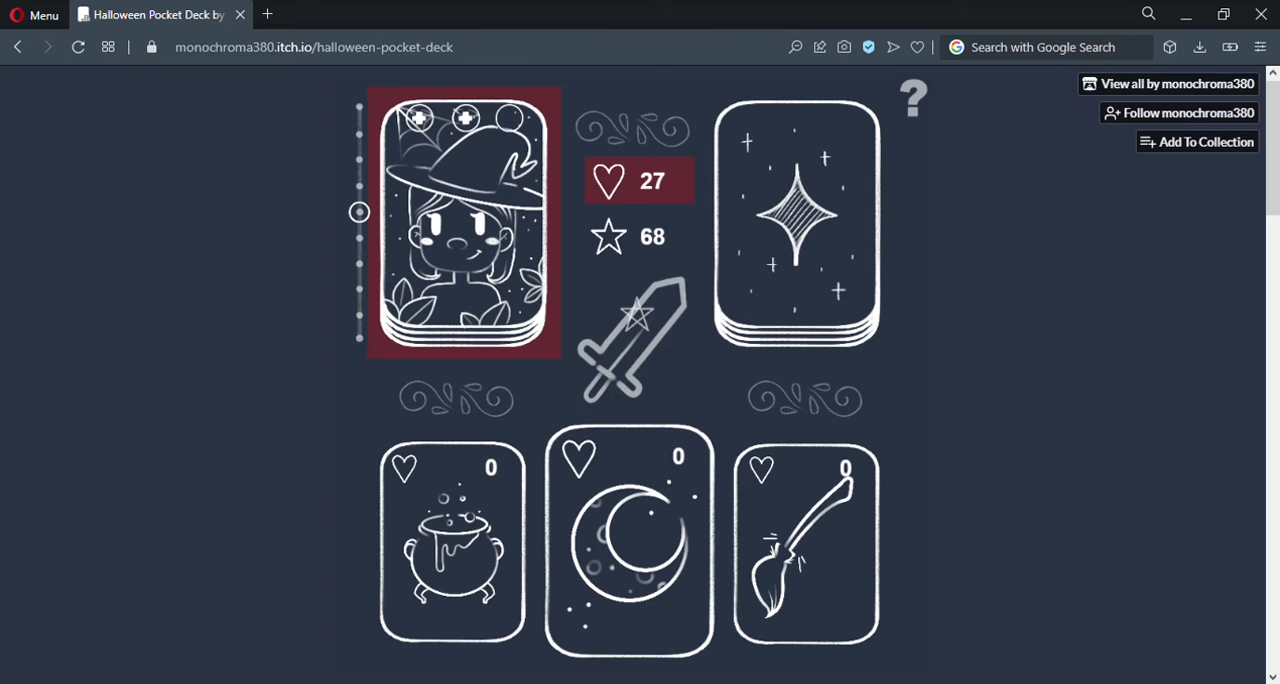 Menu
Halloween Pocket Deck by
monochroma380.itch.io/halloween-pocket-deck
Search with Google Search
View all by monochroma380
Follow monochroma380
Add To Collection
?
27
68
0
0
0